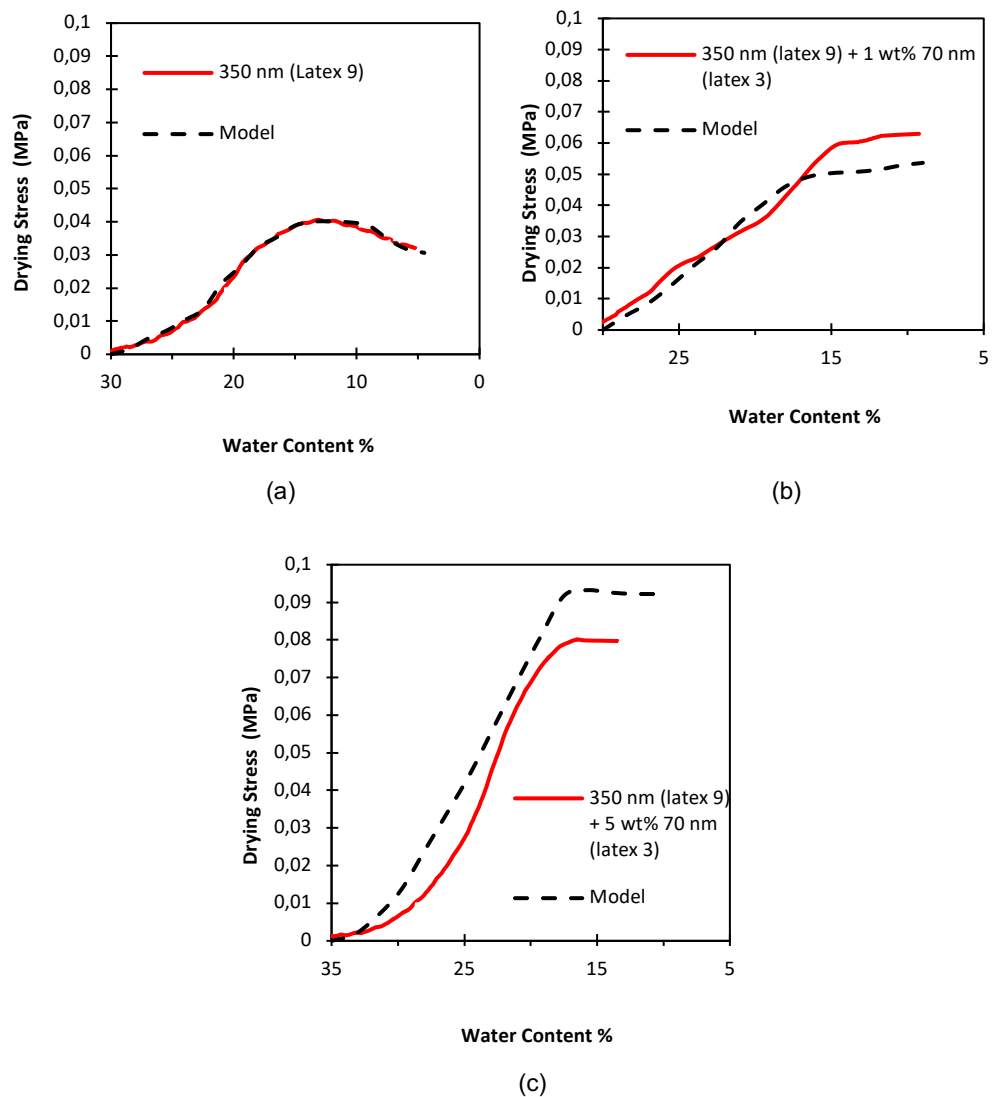 0,1
0,09
0,08
0,07
0,06
0,05
0,04
0,03
0,02
0,01
0
Drying Stress (MPa)
350 nm (Latex 9)
Model
30
20
10
0
Water Content %
(a)
0,1
0,09
0,08
0,07
0,06
0,05
0,04
0,03
0,02
0,01
0
Drying Stress (MPa)
350 nm (latex 9) + 1 wt% 70 nm
(latex 3)
Model
25
15
5
Water Content %
(b)
0,1
0,09
0,08
0,07
0,06
0,05
0,04
0,03
0,02
0,01
0
Drying Stress (MPa)
350 nm (latex 9)
+ 5 wt% 70 nm
(latex 3)
Model
35
25
15
5
Water Content %
(c)